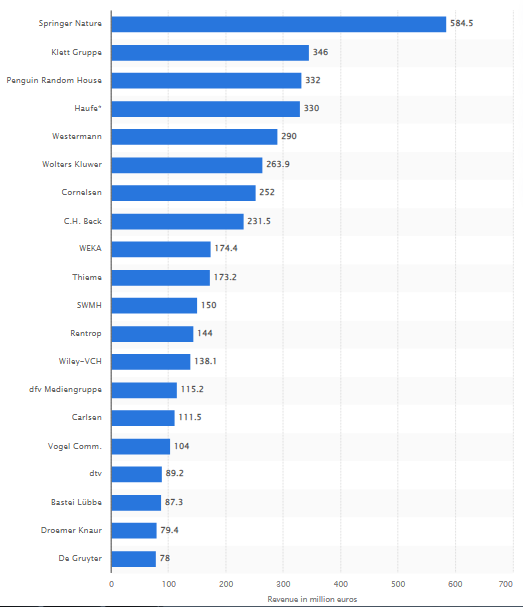 Springer Nature 584.5
Klett Gruppe 346
Penguin Random House 332
Haufe* 330
Westermann 290
Wolters Kluwer 263.9
Cornelsen 252
C.H. Beck 231.5
WEKA 174.4
Thieme 173.2
SWMH 150
Rentrop 144
Wiley-VCH 138.1
dfv Mediengruppe 115.2
Carlsen 111.5
Vogel Comm. 104
dtv 89.2
Bastei Lübbe 87.3
Droemer Knaur 79.4
De Gruyter 78
0 100 200 300 400 500 600 700
Revenue in million euros